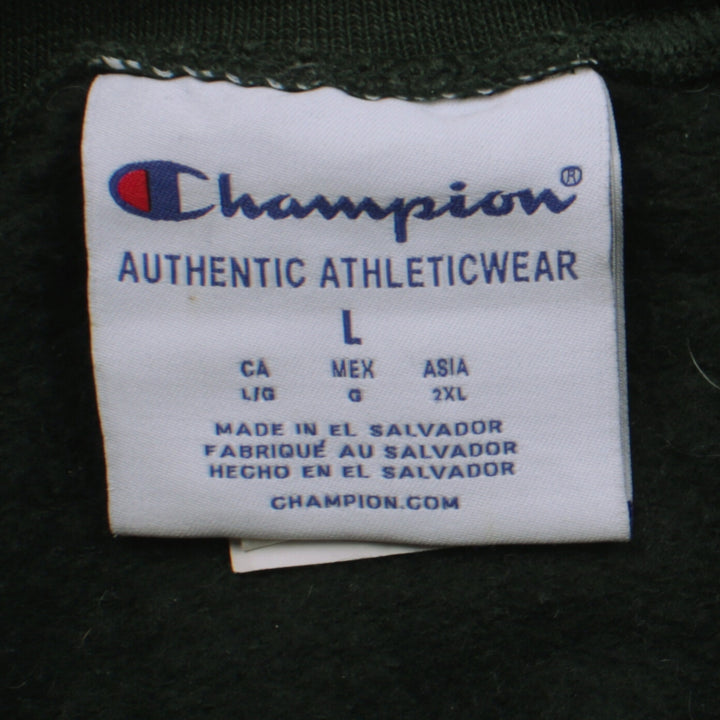 Champion®
AUTHENTIC ATHLETICWEAR
L
CA MEX ASIA
L/G G 2XL
MADE IN EL SALVADOR
FABRIQUÉ AU SALVADOR
HECHO EN EL SALVADOR
CHAMPION.COM